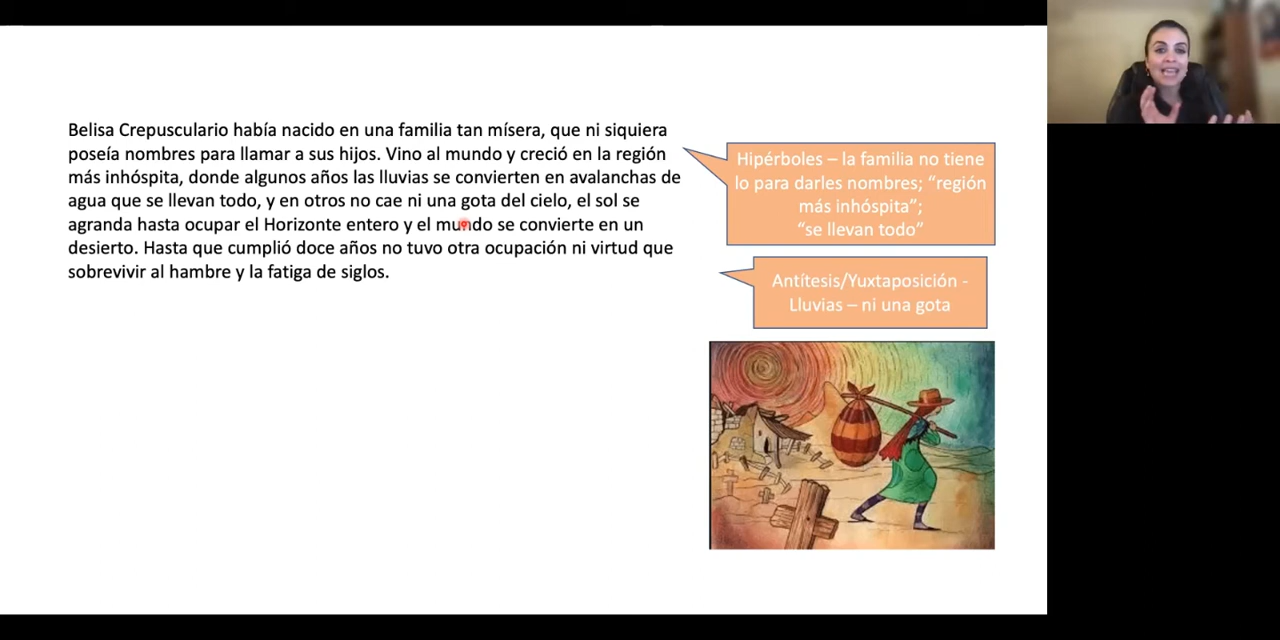 Belisa Crepusculario había nacido en una familia tan mísera, que ni siquiera
poseía nombres para llamar a sus hijos. Vino al mundo y creció en la región
más inhóspita, donde algunos años las lluvias se convierten en avalanchas de
agua que se llevan todo, y en otros no cae ni una gota del cielo, el sol se
agranda hasta ocupar el Horizonte entero y el mundo se convierte en un
desierto. Hasta que cumplió doce años no tuvo otra ocupación ni virtud que
sobrevivir al hambre y la fatiga de siglos.
Hipérboles – la familia no tiene
lo para darles nombres; “región
más inhóspita”;
“se llevan todo”
Antítesis/Yuxtaposición -
Lluvias – ni una gota